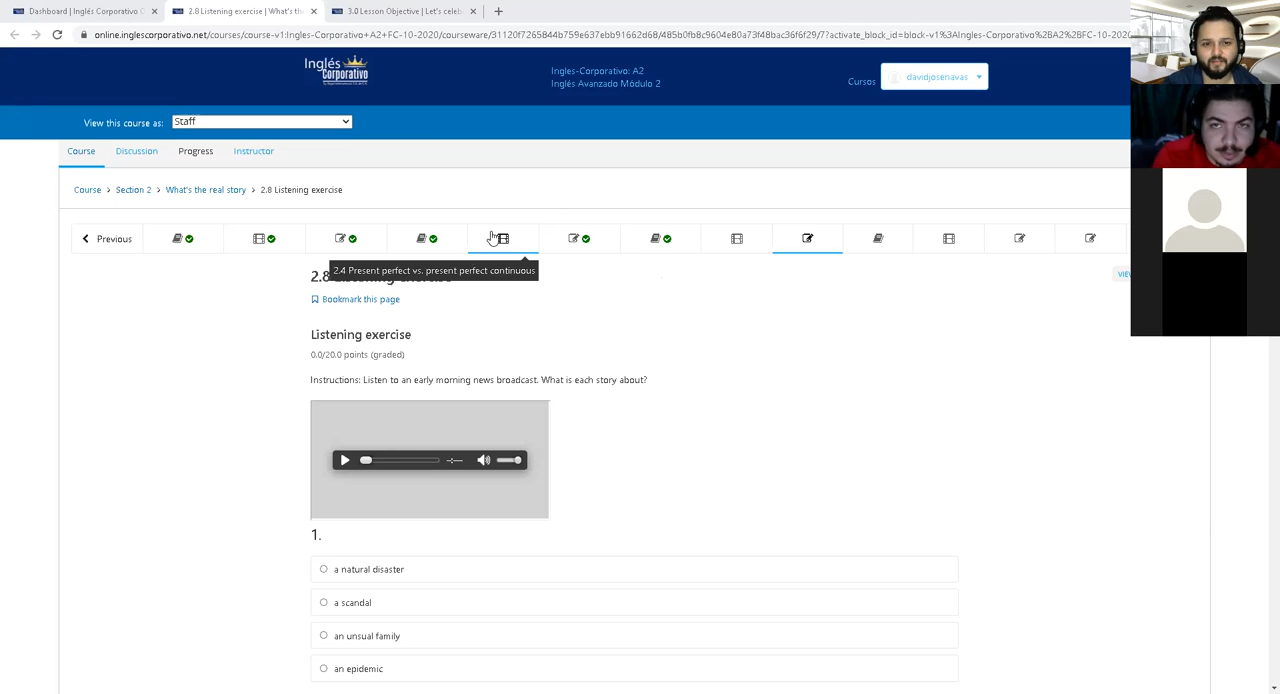 Dashboard | Inglés Corporativo C
2.8 Listening exercise | What's th
3.0 Lesson Objective | Let's celeb
online.inglescorporativo.net/courses/course-v1:Ingles-Corporativo+A2+FC-10-2020/courseware/31120f725c544b759e637ebb91662d68/485b0fb8c9604e80a73f48bac36f6f29/7?activate_block_id=block-v1%3AIngles-Corporativo%2BA2%2BFC-10-2020
Inglés
Corporativo
Ingles-Corporativo: A2
Inglés Avanzado Módulo 2
Cursos
davidjosenavas
View this course as:
Staff
Course
Discussion
Progress
Instructor
Course > Section 2 > What's the real story > 2.8 Listening exercise
Previous
2.4 Present perfect vs. present perfect continuous
2.8 Listening exercise
VIE
Bookmark this page
Listening exercise
0.0/20.0 points (graded)
Instructions: Listen to an early morning news broadcast. What is each story about?
1.
a natural disaster
a scandal
an unsual family
an epidemic